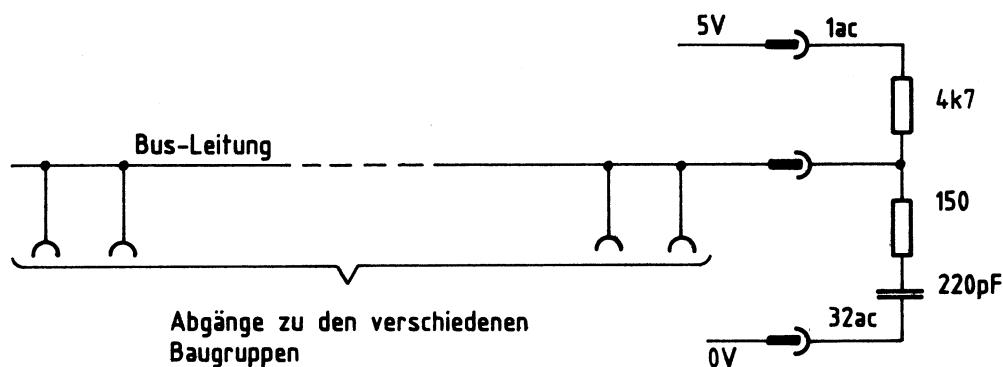 5V
1ac
4k7
Bus-Leitung
150
220pF
32ac
0V
Abgänge zu den verschiedenen
Baugruppen